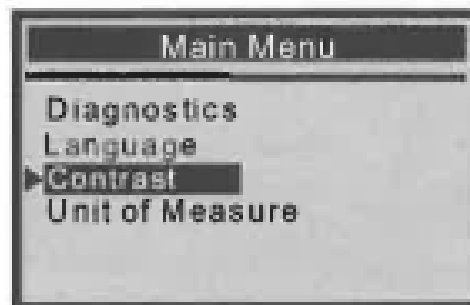 Main Menu
Diagnostics
Language
Contrast
Unit of Measure